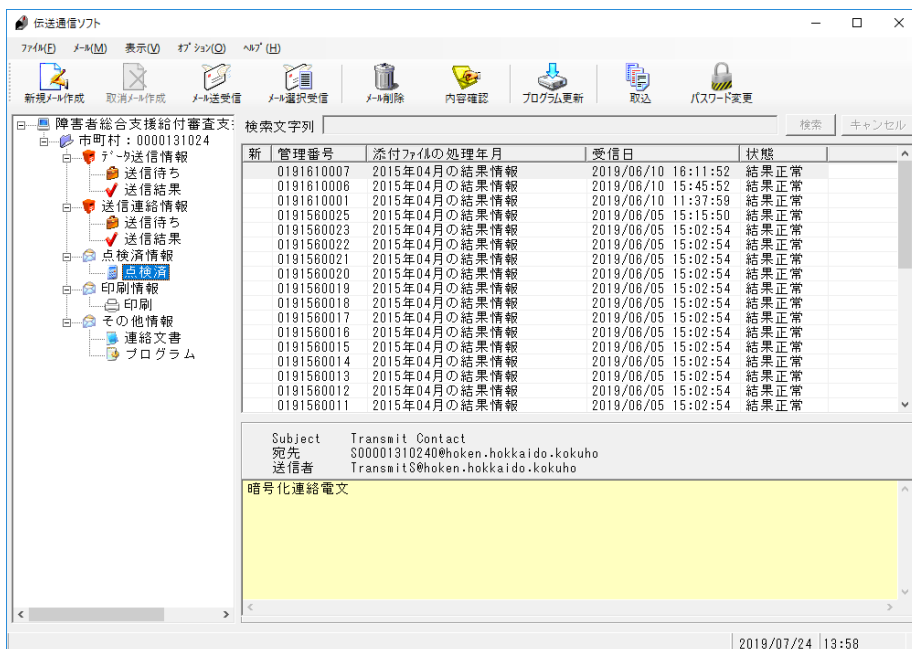 伝送通信ソフト
ファイル(F) メール(M) 表示(V) オプション(O) ヘルプ(H)
新規メール作成 取消メール作成 メール送受信 メール選択受信 メール削除 内容確認 プログラム更新 取込 パスワード変更
障害者総合支援給付審査支
市町村：0000131024
データ送信情報
送信待ち
送信結果
送信連絡情報
送信待ち
送信結果
点検済情報
点検済
印刷情報
印刷
その他情報
連絡文書
プログラム
検索文字列 検索 キャンセル
新 管理番号 添付ファイルの処理年月 受信日 状態
0191610007 2015年04月の結果情報 2019/06/10 16:11:52 結果正常
0191610006 2015年04月の結果情報 2019/06/10 15:45:52 結果正常
0191610001 2015年04月の結果情報 2019/06/10 11:37:59 結果正常
0191560025 2015年04月の結果情報 2019/06/05 15:15:50 結果正常
0191560023 2015年04月の結果情報 2019/06/05 15:02:54 結果正常
0191560022 2015年04月の結果情報 2019/06/05 15:02:54 結果正常
0191560021 2015年04月の結果情報 2019/06/05 15:02:54 結果正常
0191560020 2015年04月の結果情報 2019/06/05 15:02:54 結果正常
0191560019 2015年04月の結果情報 2019/06/05 15:02:54 結果正常
0191560018 2015年04月の結果情報 2019/06/05 15:02:54 結果正常
0191560017 2015年04月の結果情報 2019/06/05 15:02:54 結果正常
0191560016 2015年04月の結果情報 2019/06/05 15:02:54 結果正常
0191560015 2015年04月の結果情報 2019/06/05 15:02:54 結果正常
0191560014 2015年04月の結果情報 2019/06/05 15:02:54 結果正常
0191560013 2015年04月の結果情報 2019/06/05 15:02:54 結果正常
0191560012 2015年04月の結果情報 2019/06/05 15:02:54 結果正常
0191560011 2015年04月の結果情報 2019/06/05 15:02:54 結果正常
Subject Transmit Contact
宛先 S00001310240@hoken.hokkaido.kokuho
送信者 TransmitS@hoken.hokkaido.kokuho
暗号化連絡電文
2019/07/24 13:58